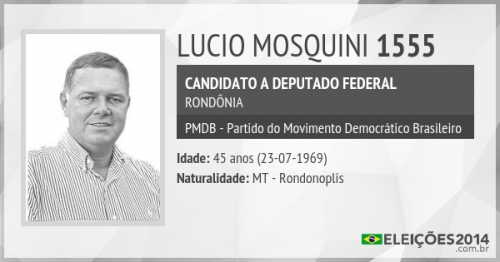 LUCIO MOSQUINI 1555
CANDIDATO A DEPUTADO FEDERAL
RONDÔNIA
PMDB - Partido do Movimento Democrático Brasileiro
Idade: 45 anos (23-07-1969)
Naturalidade: MT - Rondonoplis
ELEIÇÕES2014
.com.br